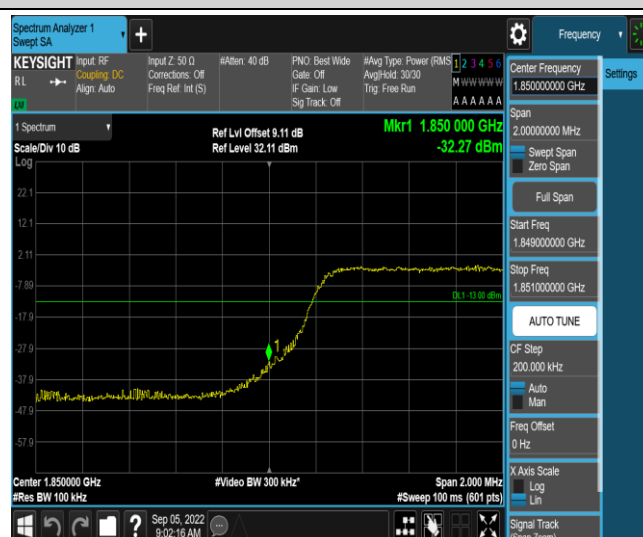 Spectrum Analyzer 1
Swept SA
+
Frequency
KEYSIGHT
RL
LV
Input: RF
Coupling: DC
Align: Auto
Input Z: 50 Ω
Corrections: Off
Freq Ref: Int (S)
#Atten: 40 dB
PNO: Best Wide
Gate: Off
IF Gain: Low
Sig Track: Off
#Avg Type: Power (RMS
Avg|Hold: 30/30
Trig: Free Run
1 2 3 4 5 6
M W W W W W
A A A A A A
Settings
1 Spectrum
Scale/Div 10 dB
Log
Ref Lvl Offset 9.11 dB
Ref Level 32.11 dBm
Mkr1 1.850 000 GHz
-32.27 dBm
22.1
12.1
2.11
-7.89
-17.9
-27.9
-37.9
-47.9
-57.9
DL1 -13.00 dBm
1
Center 1.850000 GHz
#Res BW 100 kHz
#Video BW 300 kHz*
Span 2.000 MHz
#Sweep 100 ms (601 pts)
Center Frequency
1.850000000 GHz
Span
2.00000000 MHz
Swept Span
Zero Span
Full Span
Start Freq
1.849000000 GHz
Stop Freq
1.851000000 GHz
AUTO TUNE
CF Step
200.000 kHz
Auto
Man
Freq Offset
0 Hz
X Axis Scale
Log
Lin
Signal Track
(Span Zoom)
?
Sep 05, 2022
9:02:16 AM